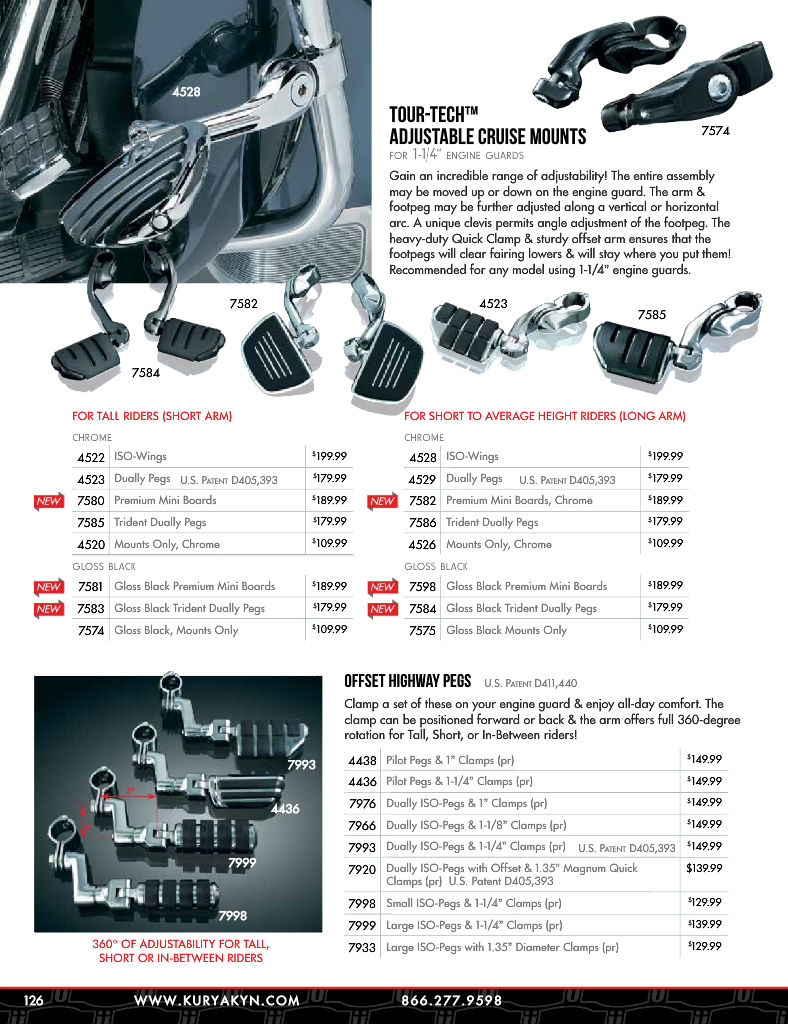 4528
7574
TOUR-TECH™
ADJUSTABLE CRUISE MOUNTS
FOR 1-1/4" ENGINE GUARDS
Gain an incredible range of adjustability! The entire assembly
may be moved up or down on the engine guard. The arm &
footpeg may be further adjusted along a vertical or horizontal
arc. A unique clevis permits angle adjustment of the footpeg. The
heavy-duty Quick Clamp & sturdy offset arm ensures that the
footpegs will clear fairing lowers & will stay where you put them!
Recommended for any model using 1-1/4" engine guards.
7582
4523
7585
7584
FOR TALL RIDERS (SHORT ARM)
CHROME
4522 ISO-Wings $199.99
4523 Dually Pegs U.S. PATENT D405,393 $179.99
NEW 7580 Premium Mini Boards $189.99
7585 Trident Dually Pegs $179.99
4520 Mounts Only, Chrome $109.99
GLOSS BLACK
NEW 7581 Gloss Black Premium Mini Boards $189.99
NEW 7583 Gloss Black Trident Dually Pegs $179.99
7574 Gloss Black, Mounts Only $109.99
FOR SHORT TO AVERAGE HEIGHT RIDERS (LONG ARM)
CHROME
4528 ISO-Wings $199.99
4529 Dually Pegs U.S. PATENT D405,393 $179.99
NEW 7582 Premium Mini Boards, Chrome $189.99
7586 Trident Dually Pegs $179.99
4526 Mounts Only, Chrome $109.99
GLOSS BLACK
NEW 7598 Gloss Black Premium Mini Boards $189.99
NEW 7584 Gloss Black Trident Dually Pegs $179.99
7575 Gloss Black Mounts Only $109.99
7993
4436
3"
7999
7998
360° OF ADJUSTABILITY FOR TALL,
SHORT OR IN-BETWEEN RIDERS
OFFSET HIGHWAY PEGS U.S. PATENT D411,440
Clamp a set of these on your engine guard & enjoy all-day comfort. The
clamp can be positioned forward or back & the arm offers full 360-degree
rotation for Tall, Short, or In-Between riders!
4438 Pilot Pegs & 1" Clamps (pr) $149.99
4436 Pilot Pegs & 1-1/4" Clamps (pr) $149.99
7976 Dually ISO-Pegs & 1" Clamps (pr) $149.99
7966 Dually ISO-Pegs & 1-1/8" Clamps (pr) $149.99
7993 Dually ISO-Pegs & 1-1/4" Clamps (pr) U.S. PATENT D405,393 $149.99
7920 Dually ISO-Pegs with Offset & 1.35" Magnum Quick $139.99
Clamps (pr) U.S. Patent D405,393
7998 Small ISO-Pegs & 1-1/4" Clamps (pr) $129.99
7999 Large ISO-Pegs & 1-1/4" Clamps (pr) $139.99
7933 Large ISO-Pegs with 1.35" Diameter Clamps (pr) $129.99
126 WWW.KURYAKYN.COM 866.277.9598